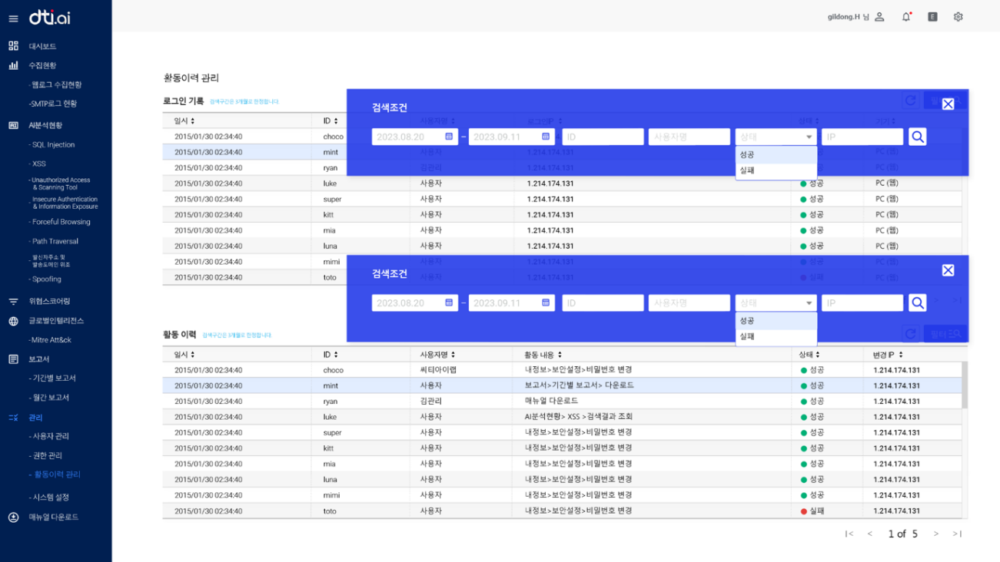 dti.ai
gildong.H 님
E
대시보드
수집현황
- 웹로그 수집현황
-SMTP로그 현황
AI분석현황
- SQL Injection
- XSS
- Unauthorized Access
& Scanning Tool
- Insecure Authentication
& Information Exposure
- Forceful Browsing
- Path Traversal
- 발신자주소 및
발송도메인 위조
- Spoofing
위협스코어링
글로벌인텔리전스
-Mitre Att&ck
보고서
- 기간별 보고서
- 월간 보고서
관리
- 사용자 관리
- 권한 관리
- 활동이력 관리
- 시스템 설정
매뉴얼 다운로드
활동이력 관리
로그인 기록 검색구간은 3개월로 한정합니다.
검색조건
2023.08.20 – 2023.09.11 ID 사용자명 상태 IP
성공
실패
일시 ID 사용자명 로그인IP 상태 기기
2015/01/30 02:34:40 choco
2015/01/30 02:34:40 mint 사용자 1.214.174.131 PC (웹)
2015/01/30 02:34:40 ryan 김관리 1.214.174.131 PC (웹)
2015/01/30 02:34:40 luke 사용자 1.214.174.131 성공 PC (웹)
2015/01/30 02:34:40 super 사용자 1.214.174.131 성공 PC (웹)
2015/01/30 02:34:40 kitt 사용자 1.214.174.131 성공 PC (웹)
2015/01/30 02:34:40 mia 사용자 1.214.174.131 성공 PC (웹)
2015/01/30 02:34:40 luna 사용자 1.214.174.131 성공 PC (웹)
2015/01/30 02:34:40 mimi 사용자 1.214.174.131 성공 PC (웹)
2015/01/30 02:34:40 toto 사용자 1.214.174.131 실패 PC (웹)
검색조건
2023.08.20 – 2023.09.11 ID 사용자명 상태 IP
성공
실패
활동 이력 검색구간은 3개월로 한정합니다.
필터
일시 ID 사용자명 활동 내용 상태 변경 IP
2015/01/30 02:34:40 choco 씨티아이랩 내정보>보안설정>비밀번호 변경 성공 1.214.174.131
2015/01/30 02:34:40 mint 사용자 보고서>기간별 보고서> 다운로드 성공 1.214.174.131
2015/01/30 02:34:40 ryan 김관리 매뉴얼 다운로드 성공 1.214.174.131
2015/01/30 02:34:40 luke 사용자 AI분석현황> XSS >검색결과 조회 성공 1.214.174.131
2015/01/30 02:34:40 super 사용자 내정보>보안설정>비밀번호 변경 성공 1.214.174.131
2015/01/30 02:34:40 kitt 사용자 내정보>보안설정>비밀번호 변경 성공 1.214.174.131
2015/01/30 02:34:40 mia 사용자 내정보>보안설정>비밀번호 변경 성공 1.214.174.131
2015/01/30 02:34:40 luna 사용자 내정보>보안설정>비밀번호 변경 성공 1.214.174.131
2015/01/30 02:34:40 mimi 사용자 내정보>보안설정>비밀번호 변경 성공 1.214.174.131
2015/01/30 02:34:40 toto 사용자 내정보>보안설정>비밀번호 변경 실패 1.214.174.131
|< < 1 of 5 > >|